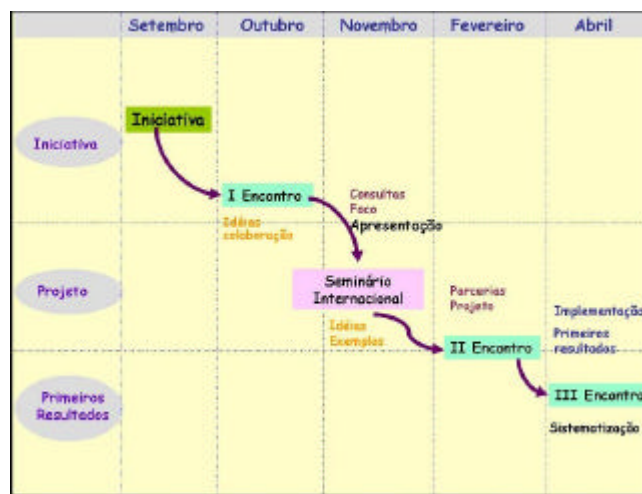 Setembro Outubro Novembro Fevereiro Abril
Iniciativa
Iniciativa
I Encontro
Idéias
colaboração
Consultas
Foco
Apresentação
Projeto
Seminário
Internacional
Idéias
Exemplos
Parcerias
Projeto
II Encontro
Implementação
Primeiros
resultados
Primeiros
Resultados
III Encontro
Sistematização